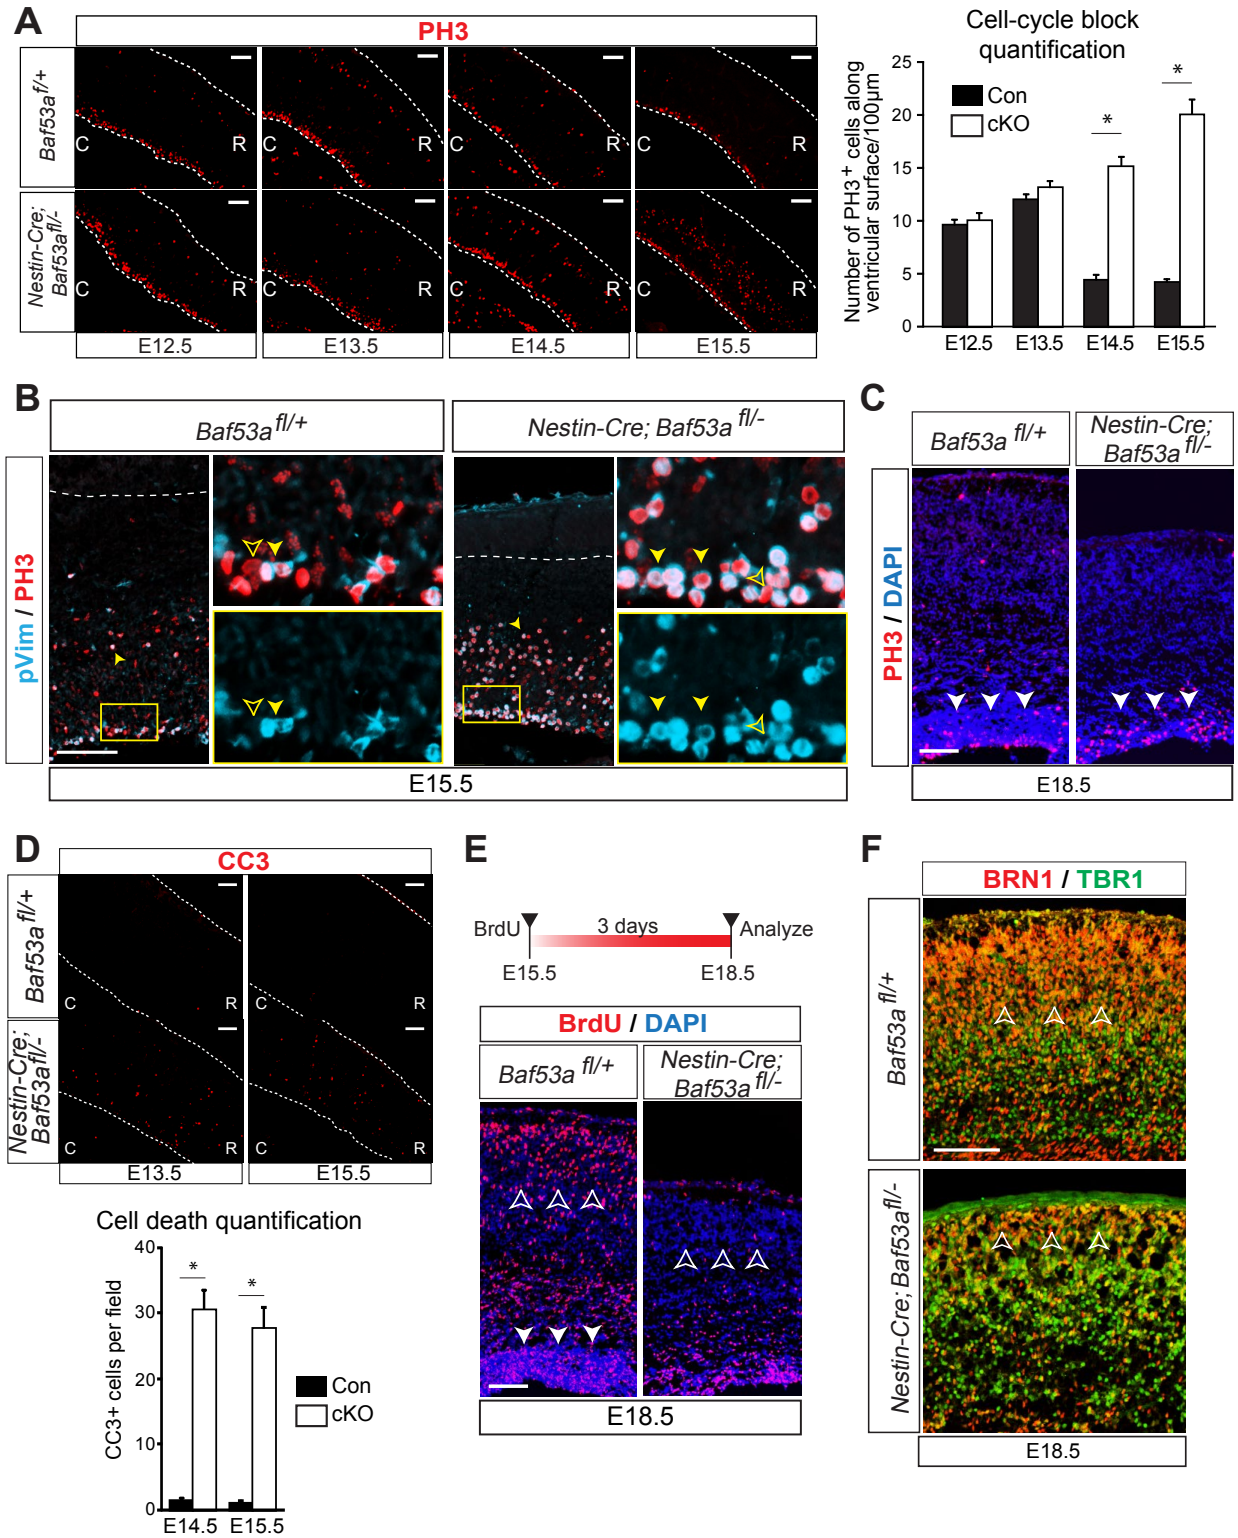 A
PH3
Baf53a f/+
Nestin-Cre;
Baf53a fl/-
C R C R C R C R
C R C R C R C R
E12.5 E13.5 E14.5 E15.5
Cell-cycle block
quantification
Number of PH3+ cells along
ventricular surface/100µm
25
20
15
10
5
0
Con
cKO
* *
E12.5 E13.5 E14.5 E15.5
B
Baf53a fl/+
Nestin-Cre; Baf53a fl/-
pVim / PH3
E15.5
C
Baf53a fl/+
Nestin-Cre;
Baf53a fl/-
PH3 / DAPI
E18.5
D
CC3
Baf53a fl/+
Nestin-Cre;
Baf53a fl/-
C R C R
C R C R
E13.5 E15.5
Cell death quantification
CC3+ cells per field
40
30
20
10
0
* *
Con
cKO
E14.5 E15.5
E
BrdU 3 days Analyze
E15.5 E18.5
BrdU / DAPI
Baf53a fl/+
Nestin-Cre;
Baf53a fl/-
E18.5
F
BRN1 / TBR1
Baf53a fl/+
Nestin-Cre; Baf53a fl/-
E18.5